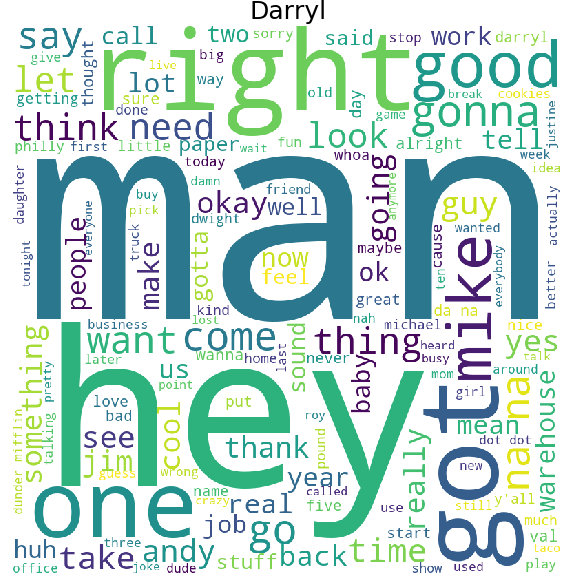 Darryl
say
call
two
sorry
stop
work
darryl
give
big
said
right
good
let
live
thought
getting
lot
sure
way
done
old
day
game
break
cookies
justine
gonna
think
need
look
tell
philly
first
little
paper
fun
alright
week
today
wait
whoa
idea
man
daughter
damn
friend
going
anymore
actually
buy
okay
well
guy
pick
dwight
wanted
people
everyone
truck
make
gotta
now
feel
maybe
ok
cause
ten
everybody
better
tonight
kind
great
da na
lost
nah
mike
business
want
come
thing
michael
nice
yes
something
later
us
wanna
home
sound
last
never
baby
heard
busy
talk
hey
got
na na
pretty
point
mom
around
girl
love
put
bad
see
cool
roy
mean
warehouse
talking
dunder mifflin
jim
guess
wrong
thank
pound
really
dot dot
new
year
one
name
crazy
real
called
five
use
still
y'all
much
val
taco
job
go
start
huh
take
three
andy
stuff
back
time
office
joke
dude
show
used
play